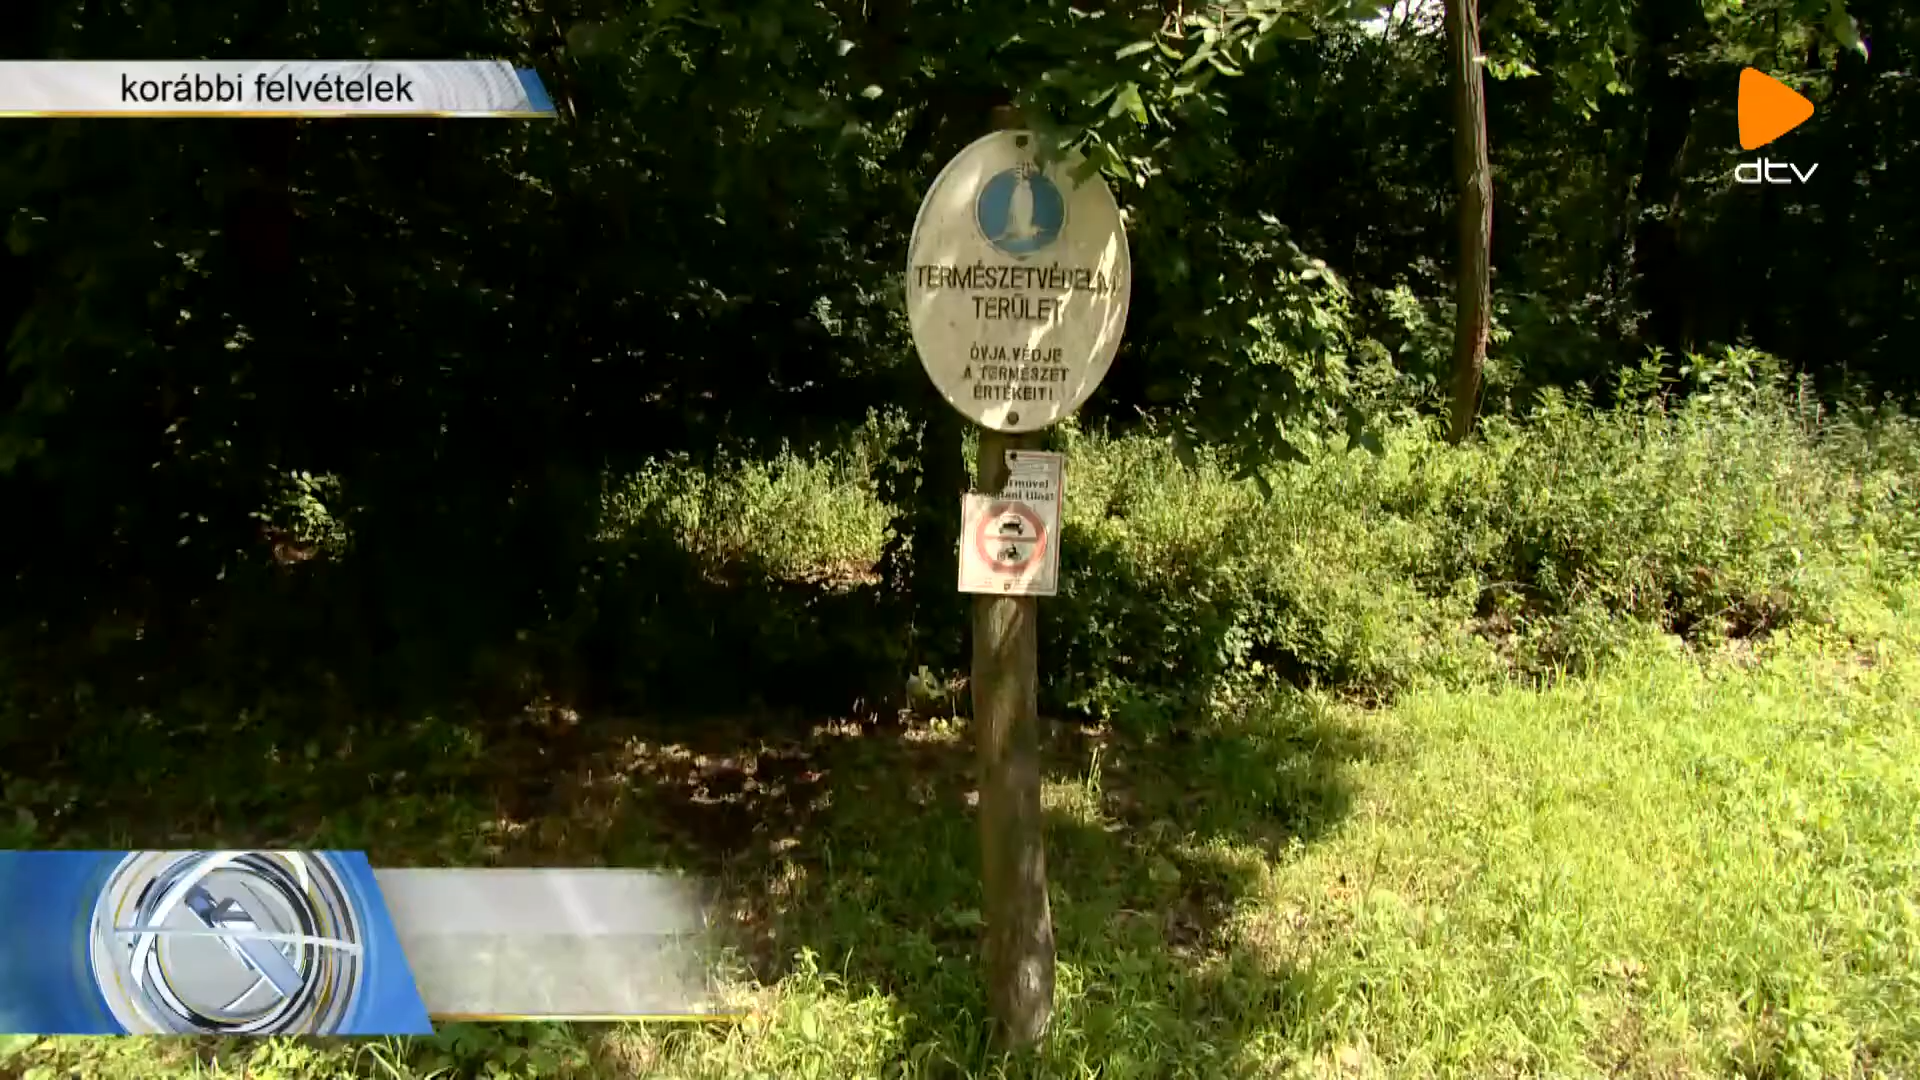 korábbi felvételek
dtv
TERMÉSZETVÉDELMI
TERÜLET
ÓVJA, VÉDJE
A TERMÉSZET
ÉRTÉKEIT!